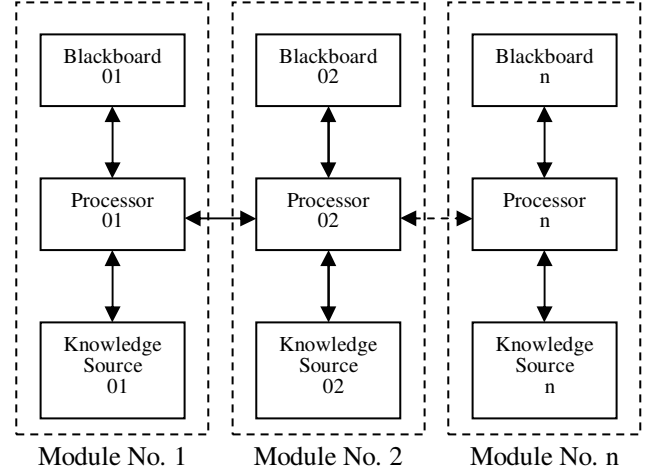 Blackboard
01
Blackboard
02
Blackboard
n
Processor
01
Processor
02
Processor
n
Knowledge
Source
01
Knowledge
Source
02
Knowledge
Source
n
Module No. 1
Module No. 2
Module No. n